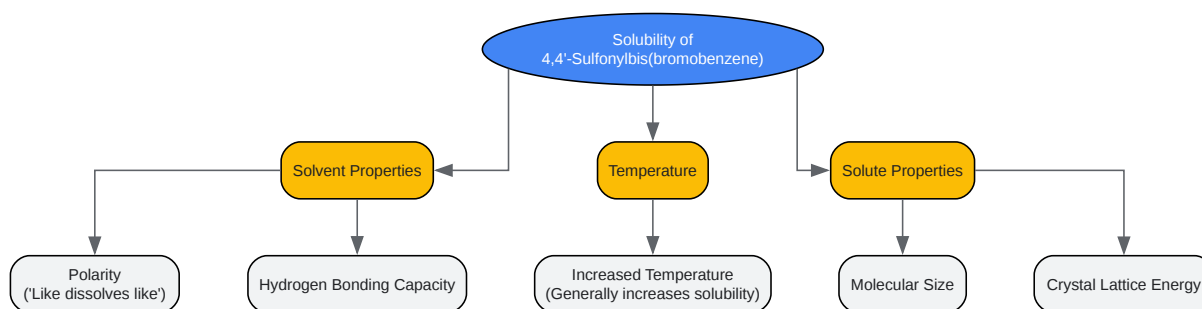 Solubility of
4,4'-Sulfonylbis(bromobenzene)
Solvent Properties
Temperature
Solute Properties
Polarity
('Like dissolves like')
Hydrogen Bonding Capacity
Increased Temperature
(Generally increases solubility)
Molecular Size
Crystal Lattice Energy